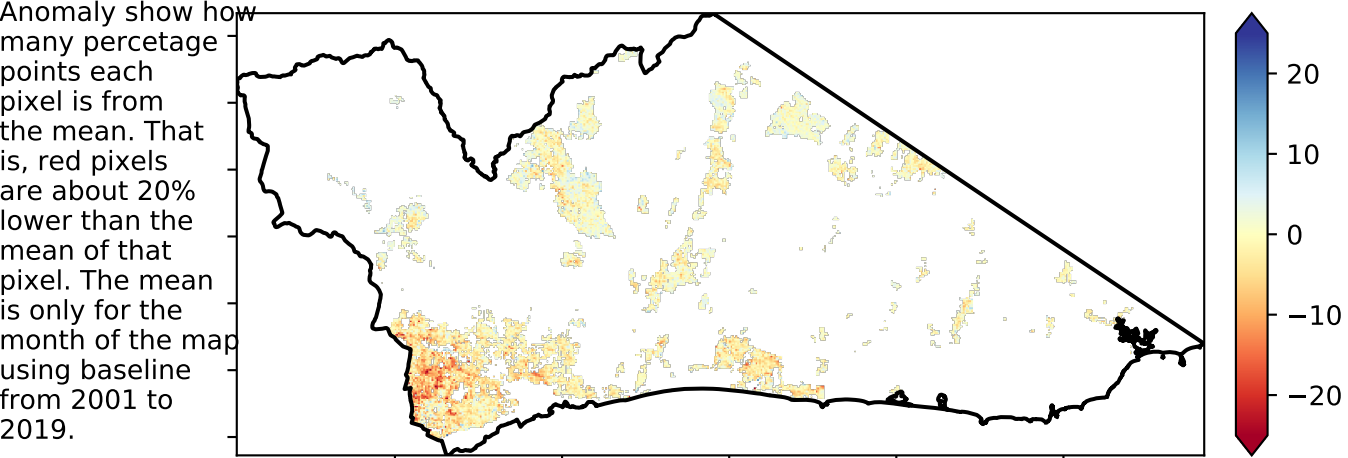 Anomaly show how
many percetage
points each
pixel is from
the mean. That
is, red pixels
are about 20%
lower than the
mean of that
pixel. The mean
is only for the
month of the map
using baseline
from 2001 to
2019.
20
10
0
−10
−20